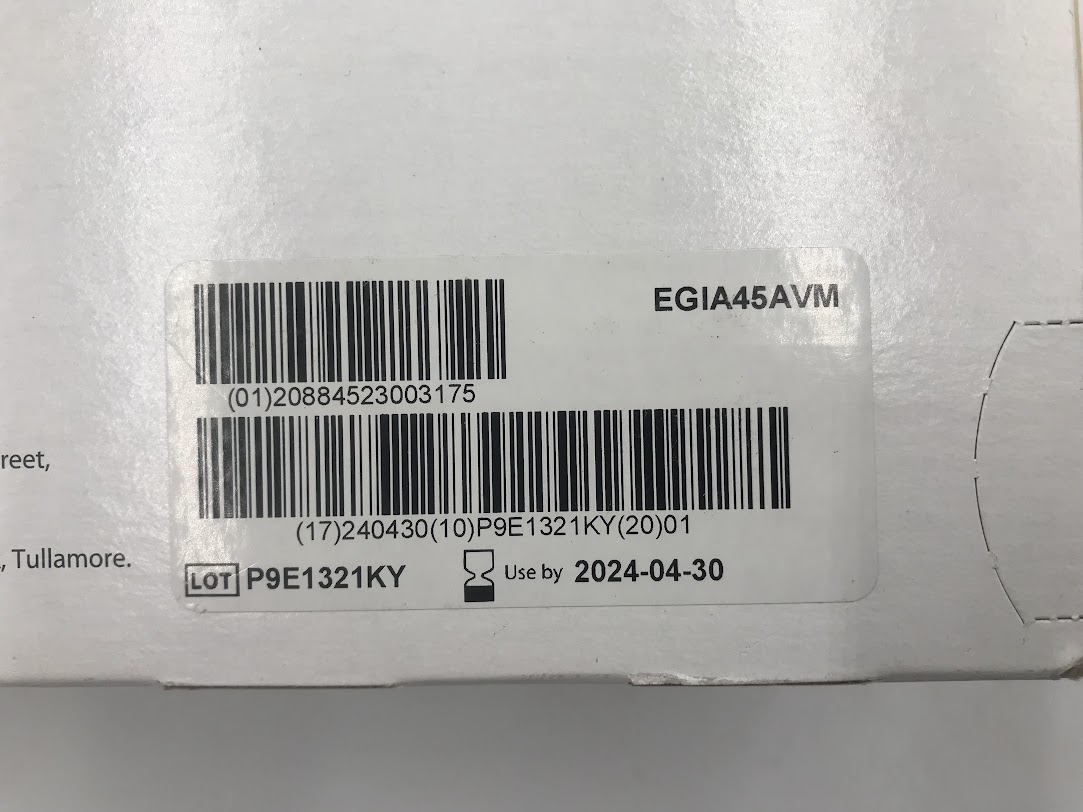 EGIA45AVM
(01)20884523003175
(17)240430(10)P9E1321KY(20)01
reet,
, Tullamore.
LOT P9E1321KY
Use by 2024-04-30